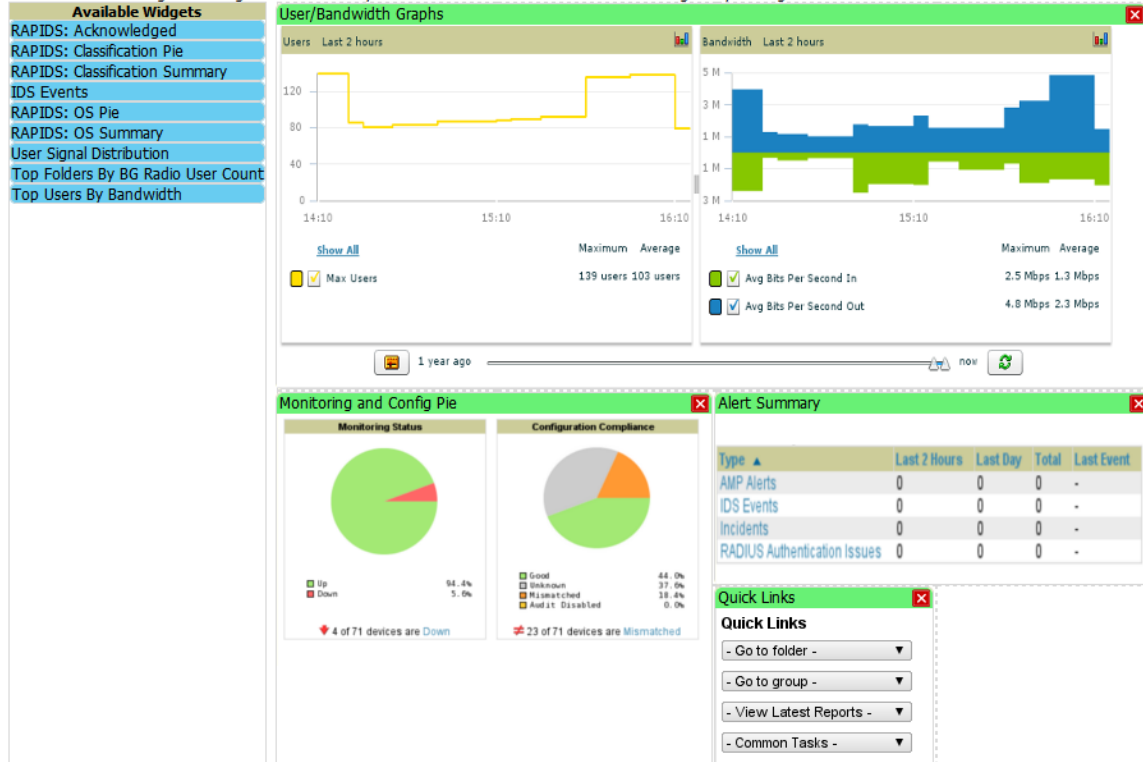 Available Widgets
RAPIDS: Acknowledged
RAPIDS: Classification Pie
RAPIDS: Classification Summary
IDS Events
RAPIDS: OS Pie
RAPIDS: OS Summary
User Signal Distribution
Top Folders By BG Radio User Count
Top Users By Bandwidth
User/Bandwidth Graphs
Users Last 2 hours
120
80
40
0
14:10 15:10 16:10
Show All Maximum Average
Max Users 139 users 103 users
Bandwidth Last 2 hours
5 M
3 M
1 M
1 M
3 M
14:10 15:10 16:10
Show All Maximum Average
Avg Bits Per Second In 2.5 Mbps 1.3 Mbps
Avg Bits Per Second Out 4.8 Mbps 2.3 Mbps
1 year ago now
Monitoring and Config Pie
Monitoring Status
Up 94.4%
Down 5.6%
4 of 71 devices are Down
Configuration Compliance
Good 44.0%
Unknown 37.6%
Mismatched 18.4%
Audit Disabled 0.0%
23 of 71 devices are Mismatched
Alert Summary
Type ▲ Last 2 Hours Last Day Total Last Event
AMP Alerts 0 0 0 -
IDS Events 0 0 0 -
Incidents 0 0 0 -
RADIUS Authentication Issues 0 0 0 -
Quick Links
Quick Links
- Go to folder -
- Go to group -
- View Latest Reports -
- Common Tasks -